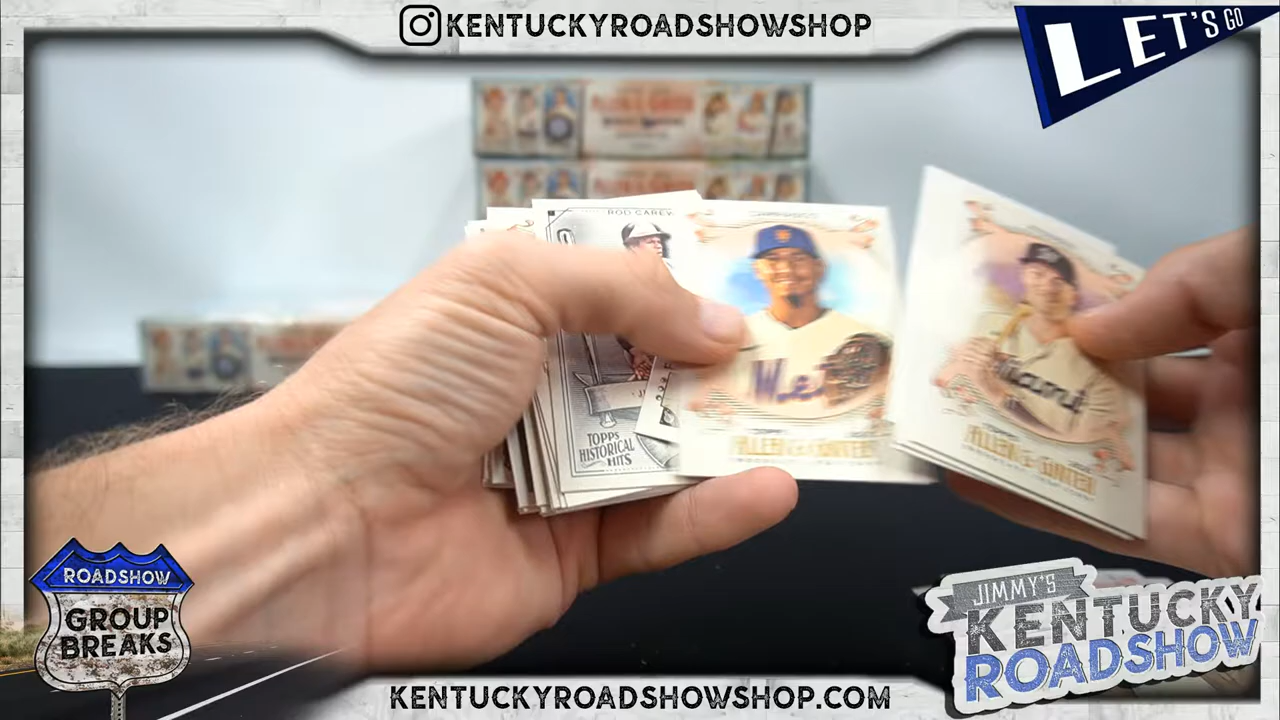 KENTUCKYROADSHOWSHOP
LET'S GO
ROD CAREW
Mets
Miami
TOPPS
HISTORICAL
HITS
ALLEN & GINTER
ALLEN & GINTER
ROADSHOW
GROUP
BREAKS
JIMMY'S
KENTUCKY
ROADSHOW
KENTUCKYROADSHOWSHOP.COM